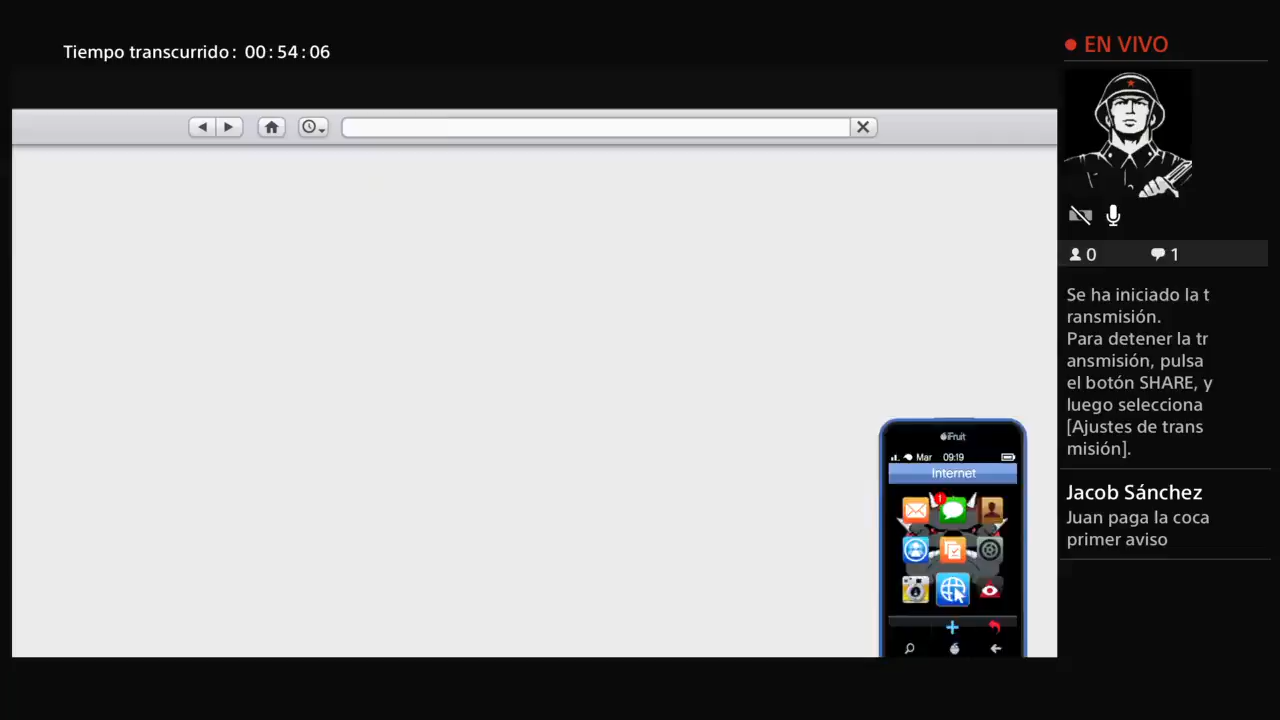 Tiempo transcurrido: 00:54:06
EN VIVO
0
1
Se ha iniciado la t
ransmisión.
Para detener la tr
ansmisión, pulsa
el botón SHARE, y
luego selecciona
[Ajustes de trans
misión].
Jacob Sánchez
Juan paga la coca
primer aviso
iFruit
Mar 09:19
Internet
1